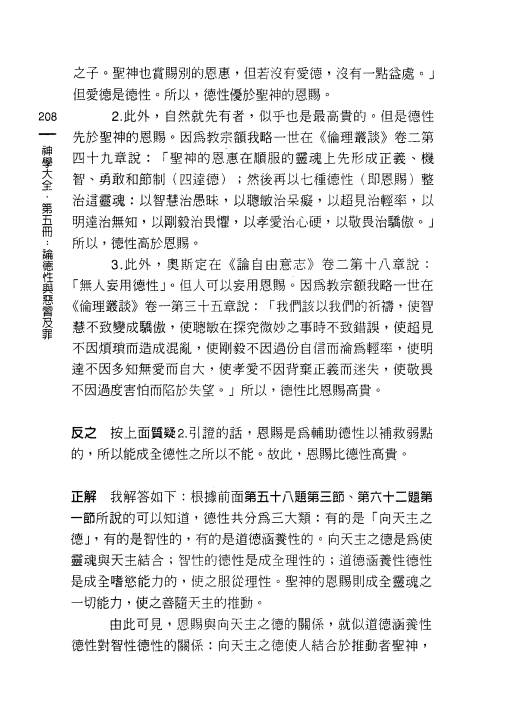 之子。聖神也賞賜別的恩惠,但若沒有愛德,沒有一點益處。」
但愛德是德性。所以,德性優於聖神的恩賜。
2.此外,自然就先有者,似乎也是最高貴的。但是德性
先於聖神的恩賜。因爲教宗額我略一世在《倫理叢談》卷二第
四十九章說:「聖神的恩惠在順服的靈魂上先形成正義、機
智、勇敢和節制(四達德);然後再以七種德性(即恩賜)整
治這靈魂:以智慧治愚昧,以聰敏治呆癡,以超見治輕率,以
明達治無知,以剛毅治畏懼,以孝愛治心硬,以敬畏治驕傲。」
所以,德性高於恩賜。
3.此外,奧斯定在《論自由意志》卷二第十八章說:
「無人妄用德性」。但人可以妄用恩賜。因爲教宗額我略一世在
《倫理叢談》卷一第三十五章說:「我們該以我們的祈禱,使智
慧不致變成驕傲,使聰敏在探究微妙之事時不致錯誤,使超見
不因煩瑣而造成混亂,使剛毅不因過份自信而淪爲輕率,使明
達不因多知無愛而自大,使孝愛不因背棄正義而迷失,使敬畏
不因過度害怕而陷於失望。」所以,德性比恩賜高貴。
反之 按上面質疑2.引證的話,恩賜是爲輔助德性以補救弱點
的,所以能成全德性之所以不能。故此,恩賜比德性高貴。
正解 我解答如下:根據前面第五十八題第三節、第六十二題第
一節所說的可以知道,德性共分爲三大類:有的是「向天主之
德」,有的是智性的,有的是道德涵養性的。向天主之德是爲使
靈魂與天主結合;智性的德性是成全理性的;道德涵養性德性
是成全嗜慾能力的,使之服從理性。聖神的恩賜則成全靈魂之
一切能力,使之善隨天主的推動。
由此可見,恩賜與向天主之德的關係,就似道德涵養性
德性對智性德性的關係:向天主之德使人結合於推動者聖神,
208
神學大全.第五冊:論德性與惡習及罪